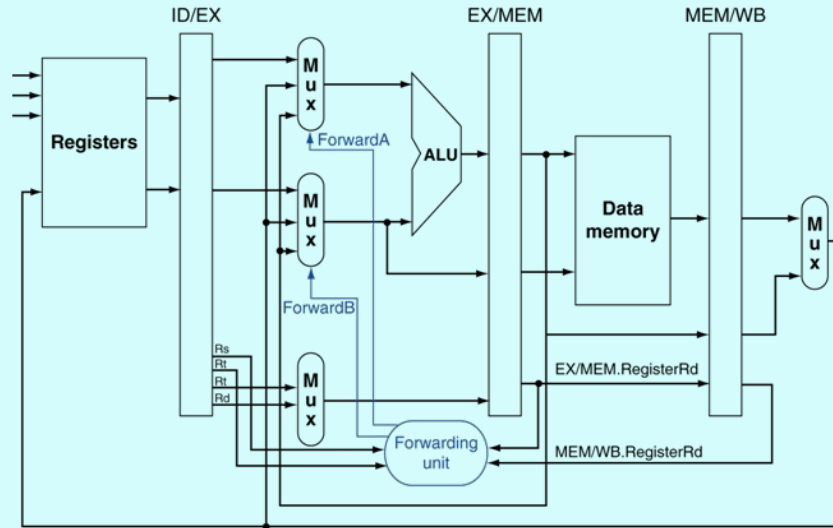 ID/EX
EX/MEM
MEM/WB
Registers
Mux
ForwardA
ALU
Mux
Data
memory
Mux
ForwardB
Rs
Rt
Rt
Rd
Mux
EX/MEM.RegisterRd
Forwarding
unit
MEM/WB.RegisterRd